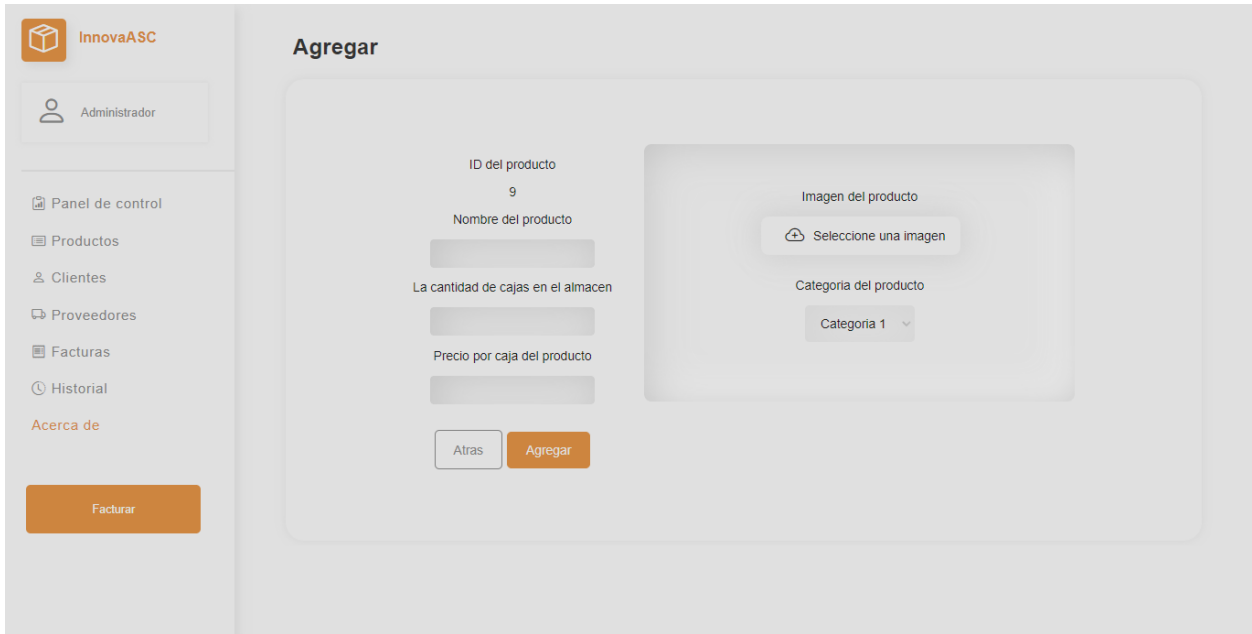 InnovaASC
Administrador
Panel de control
Productos
Clientes
Proveedores
Facturas
Historial
Acerca de
Facturar
Agregar
ID del producto
9
Nombre del producto
La cantidad de cajas en el almacen
Precio por caja del producto
Atras
Agregar
Imagen del producto
Seleccione una imagen
Categoria del producto
Categoria 1